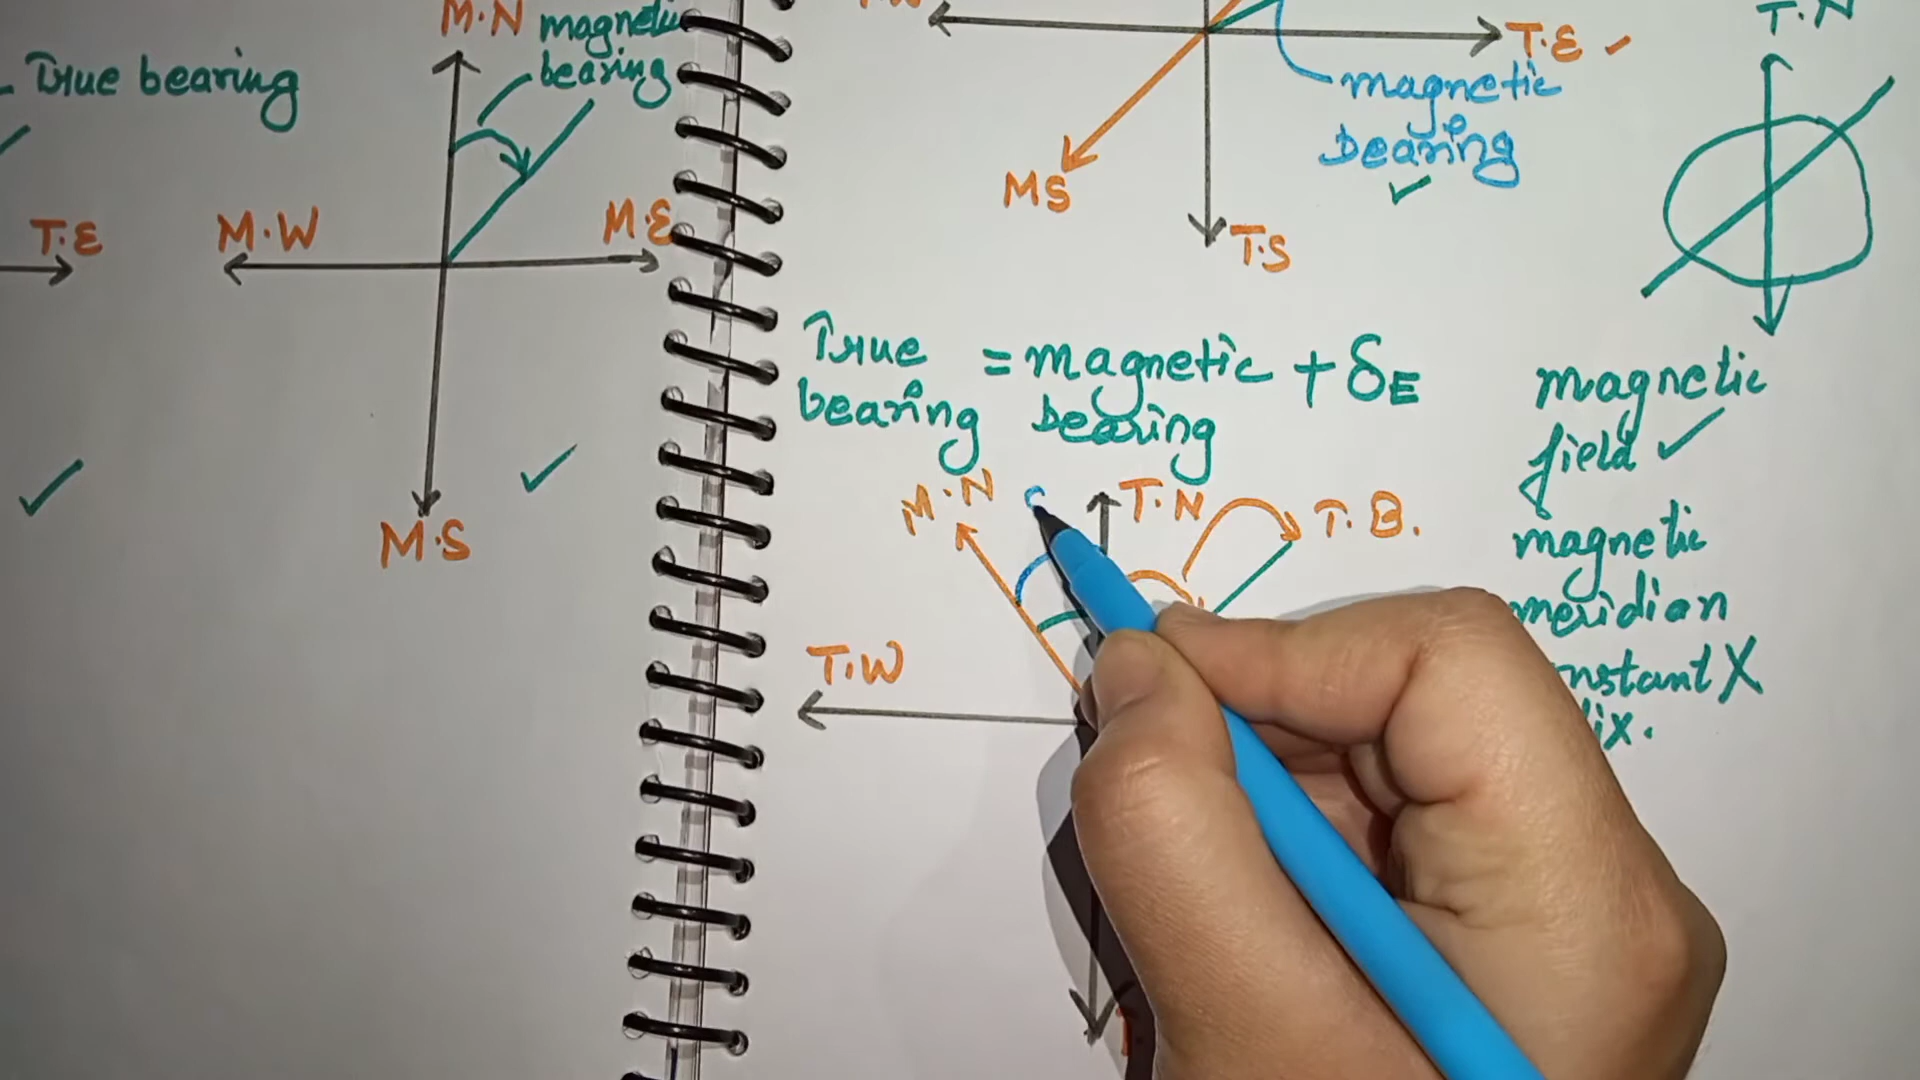 M.N magnetic
bearing
True bearing
T.E
M.W
M.E
M.S
T.E
magnetic
bearing
MS
T.S
T.N
True = magnetic + δE
bearing bearing
magnetic
field
magnetic
meridian
M.N
T.N
T.B.
T.W